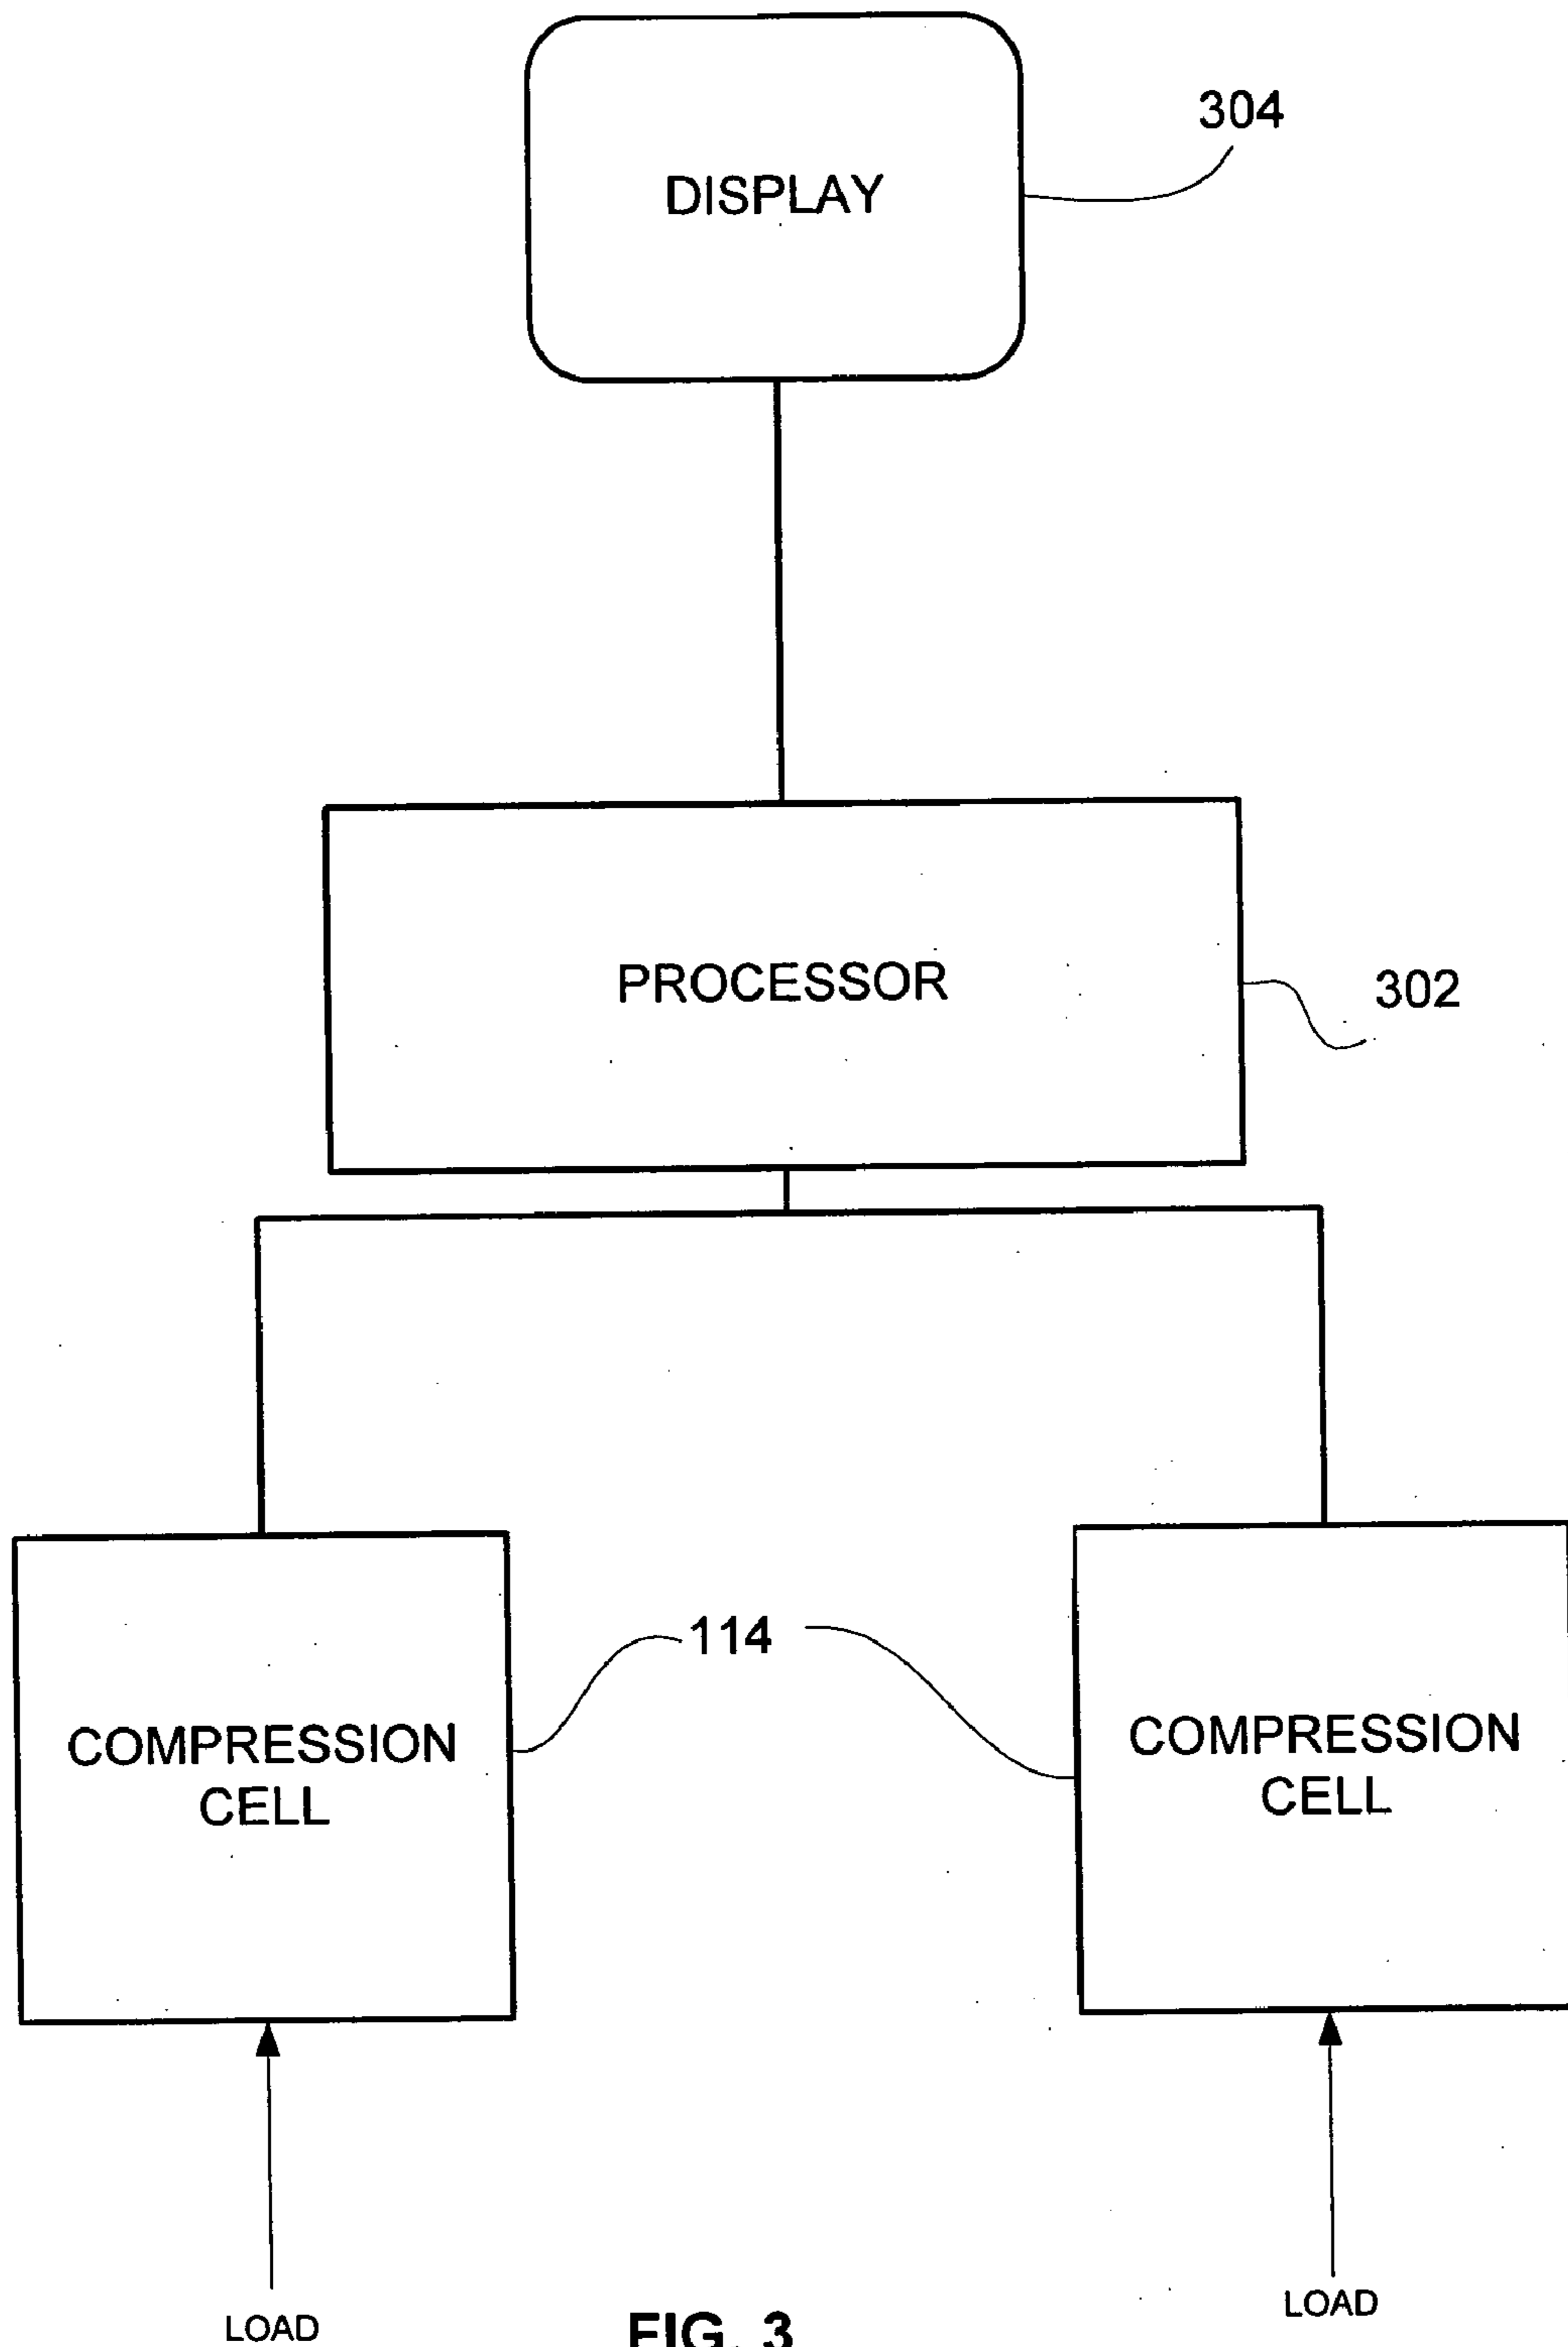 304
DISPLAY
PROCESSOR
302
114
COMPRESSION
CELL
COMPRESSION
CELL
LOAD
LOAD
FIG. 3